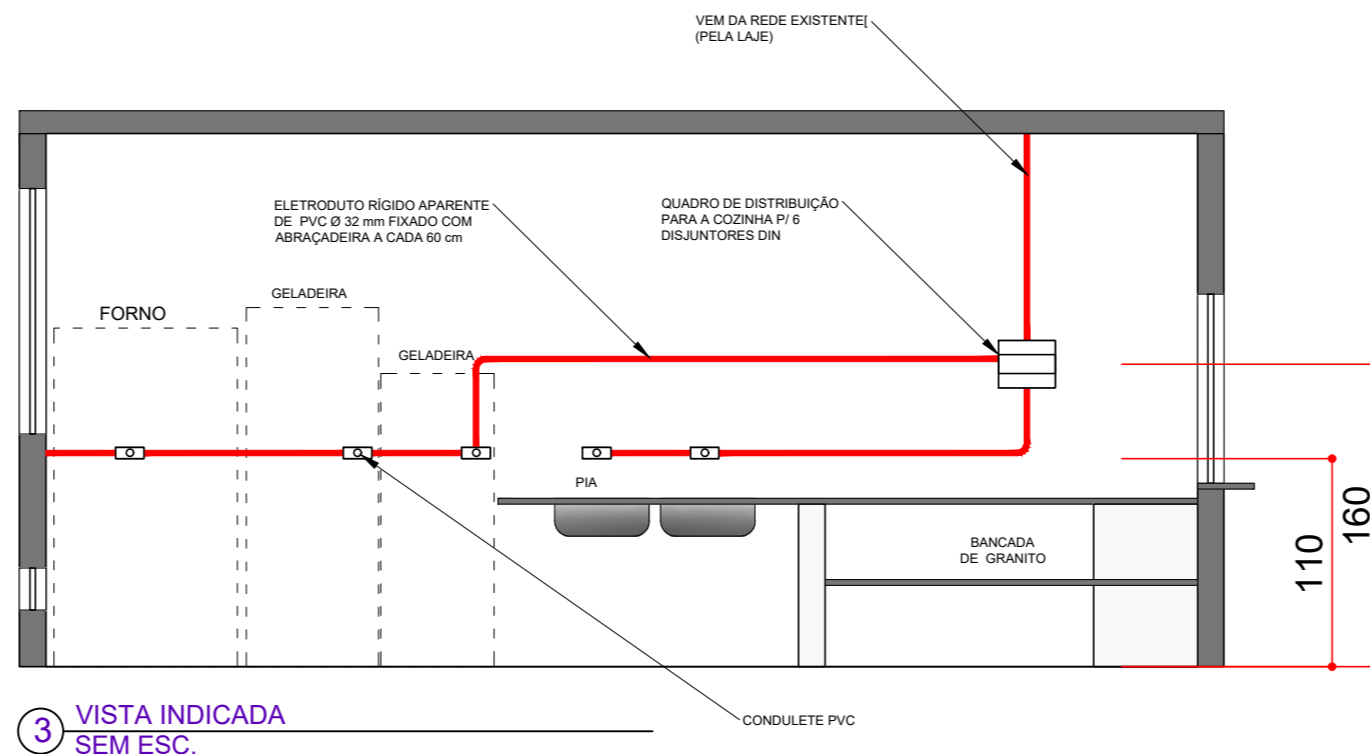 VEM DA REDE EXISTENTE[
(PELA LAJE)
ELETRODUTO RÍGIDO APARENTE
DE PVC Ø 32 mm FIXADO COM
ABRAÇADEIRA A CADA 60 cm
QUADRO DE DISTRIBUIÇÃO
PARA A COZINHA P/ 6
DISJUNTORES DIN
GELADEIRA
FORNO
GELADEIRA
PIA
BANCADA
DE GRANITO
110
160
CONDULETE PVC
3
VISTA INDICADA
SEM ESC.